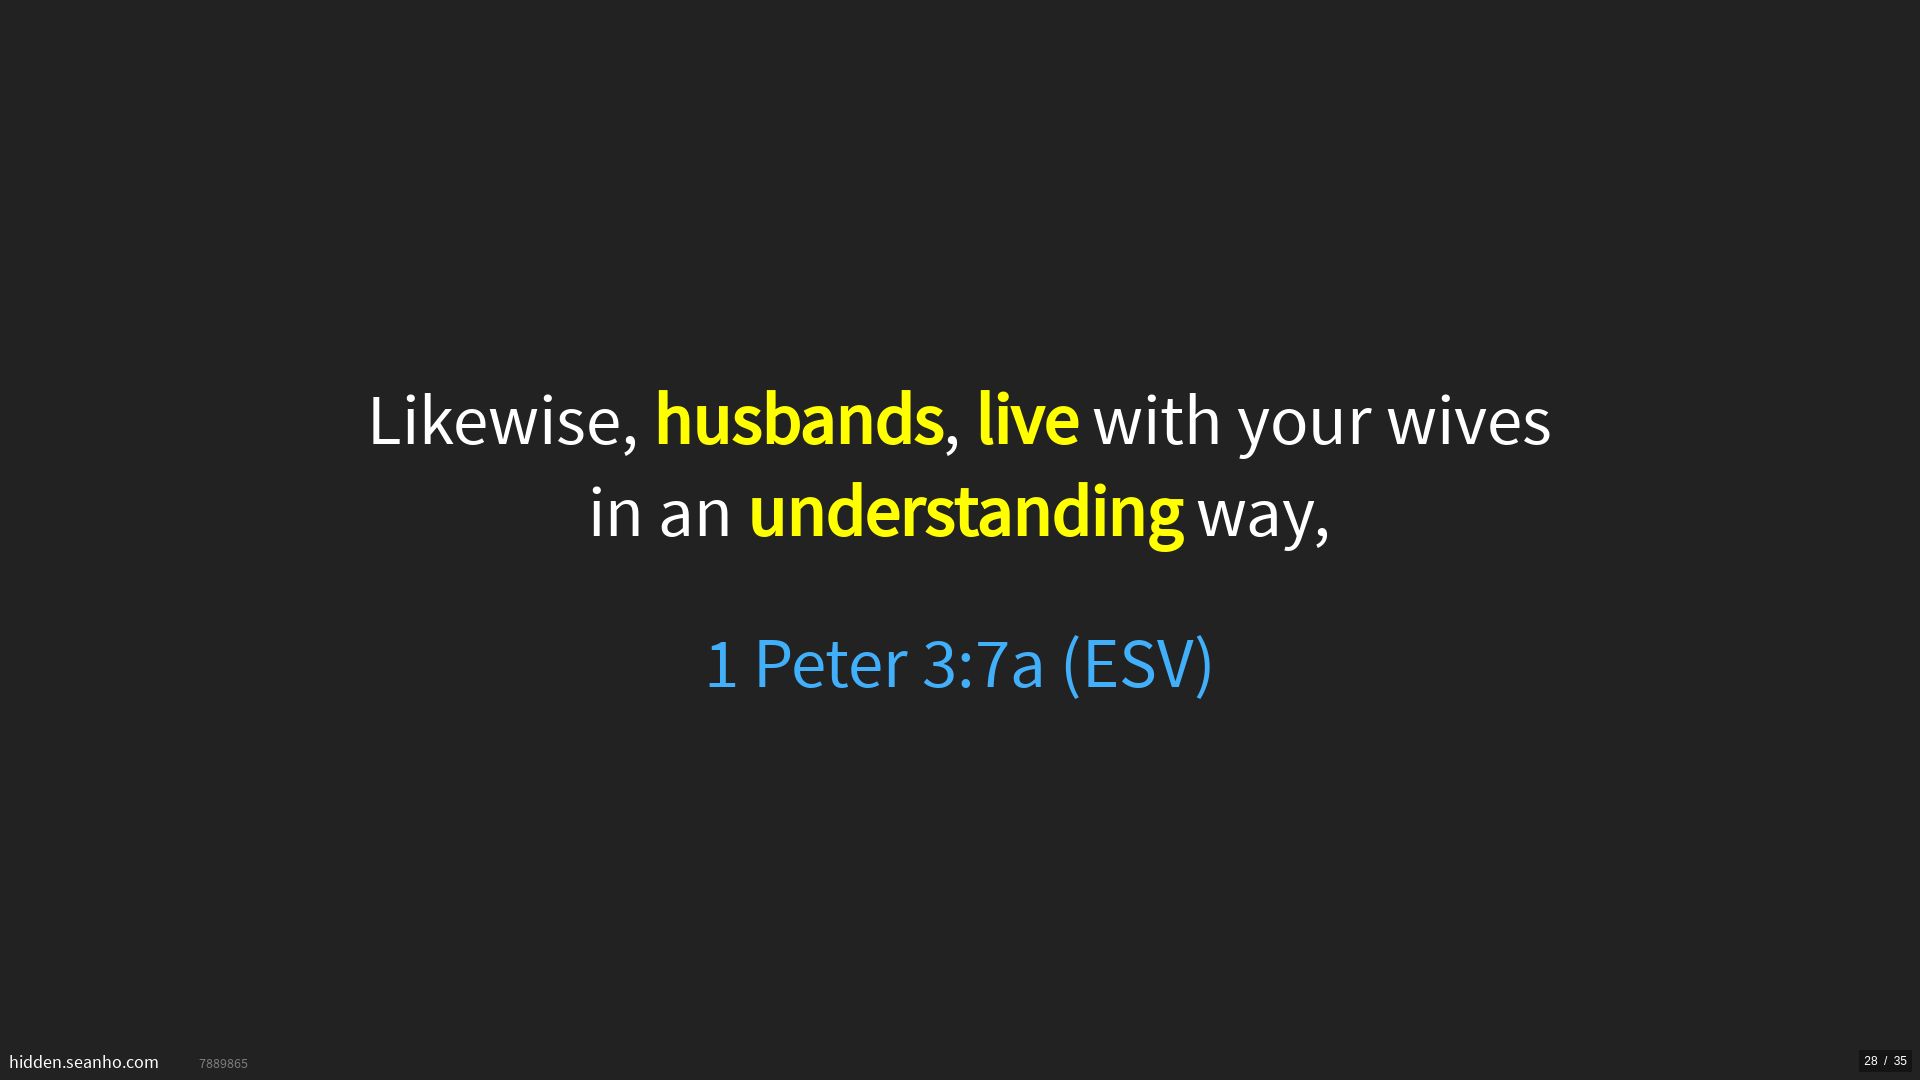 Likewise, husbands, live with your wives
in an understanding way,
1 Peter 3:7a (ESV)
hidden.seanho.com 7889865
28 / 35